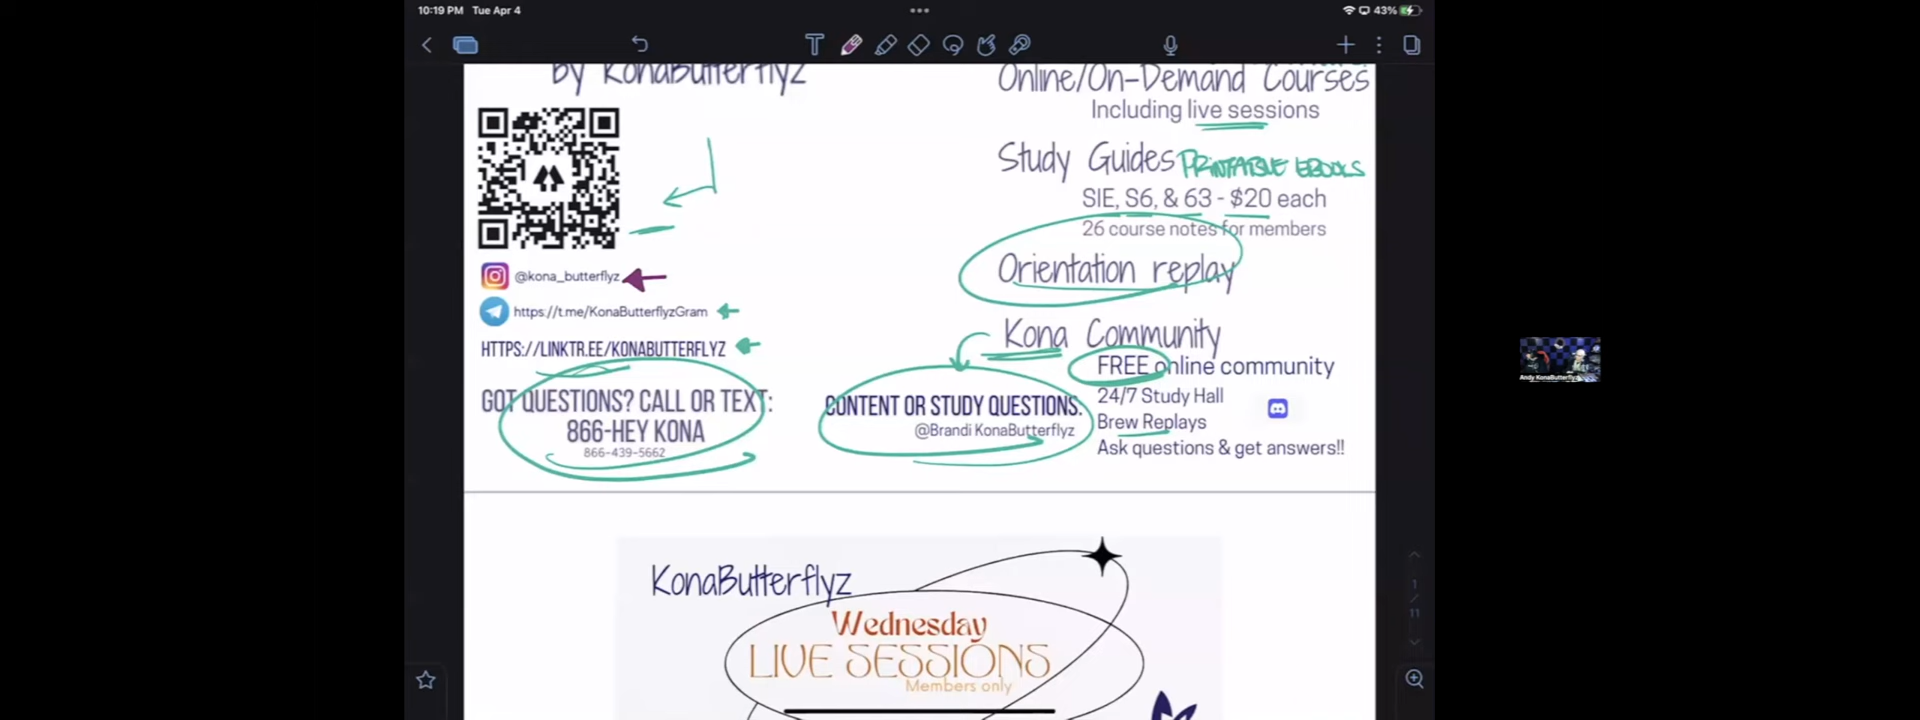 10:19 PM Tue Apr 4
43%
by KonaButterflyz
@kona_butterflyz
https://t.me/KonaButterflyzGram
HTTPS://LINKTR.EE/KONABUTTERFLYZ
GOT QUESTIONS? CALL OR TEXT:
866-HEY KONA
866-439-5662
CONTENT OR STUDY QUESTIONS:
@Brandi KonaButterflyz
Online/On-Demand Courses
Including live sessions
Study Guides PRINTABLE EBOOKS
SIE, S6, & 63 - $20 each
26 course notes for members
Orientation replay
Kona Community
FREE online community
24/7 Study Hall
Brew Replays
Ask questions & get answers!!
KonaButterflyz
Wednesday
LIVE SESSIONS
Members only
1
/
11
Andy KonaButterflyz